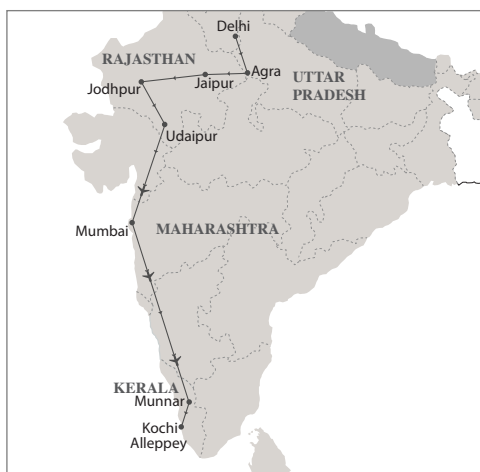 Delhi
RAJASTHAN
Agra
Jaipur
UTTAR
PRADESH
Jodhpur
Udaipur
Mumbai
MAHARASHTRA
KERALA
Munnar
Kochi
Alleppey